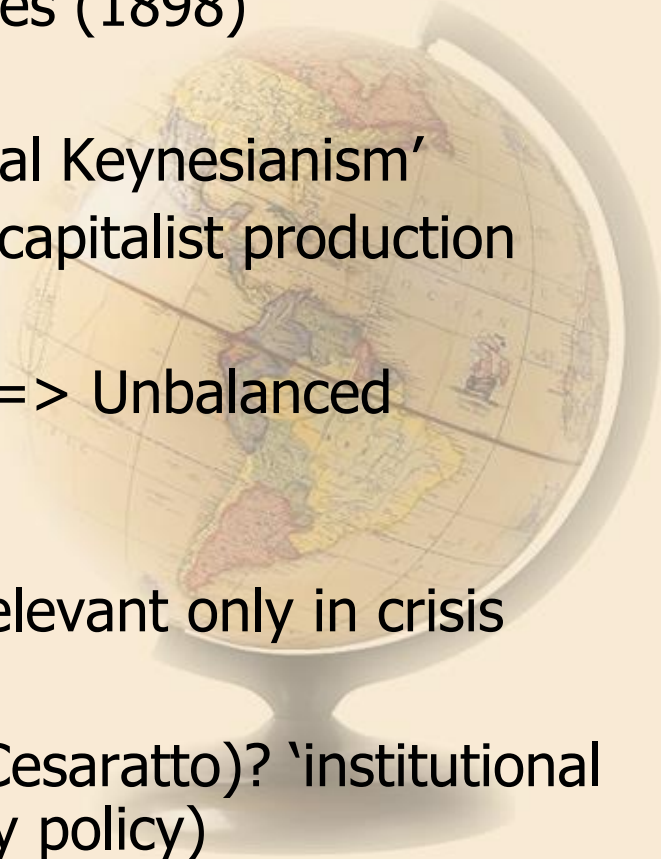 es (1898)
al Keynesianism’
capitalist production
=> Unbalanced
elevant only in crisis
Cesaratto)? ‘institutional
y policy)